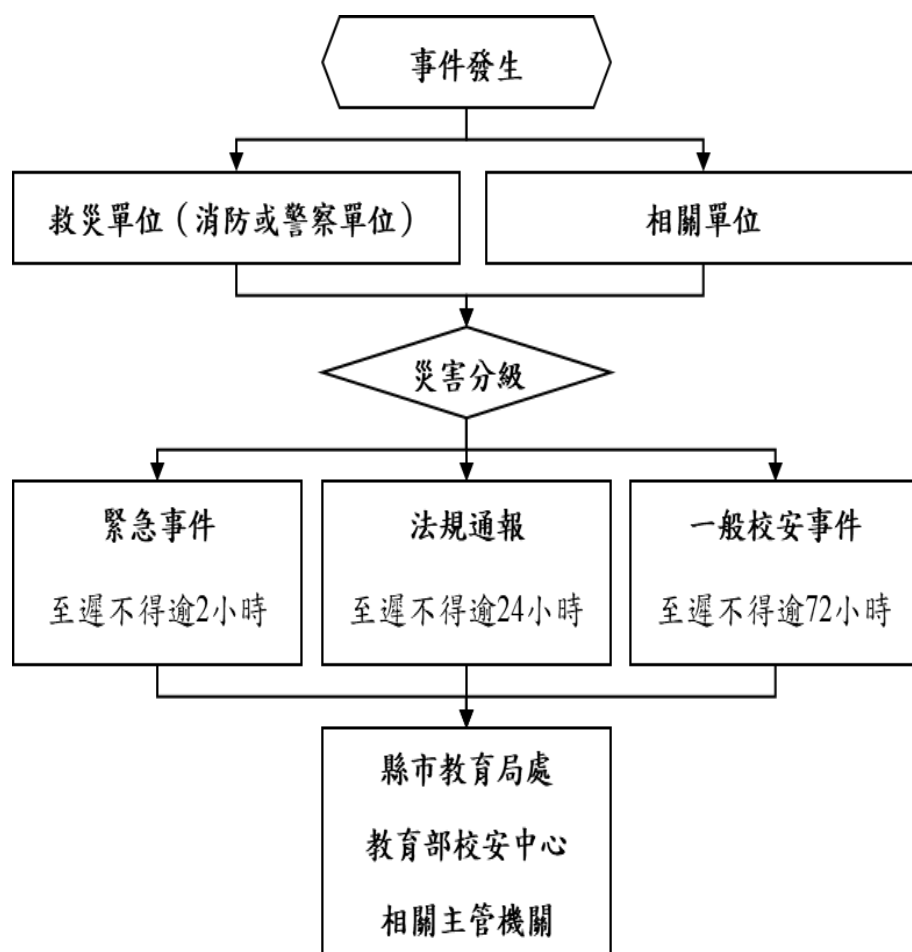 事件發生
救災單位（消防或警察單位）
相關單位
災害分級
緊急事件
至遲不得逾2小時
法規通報
至遲不得逾24小時
一般校安事件
至遲不得逾72小時
縣市教育局處
教育部校安中心
相關主管機關